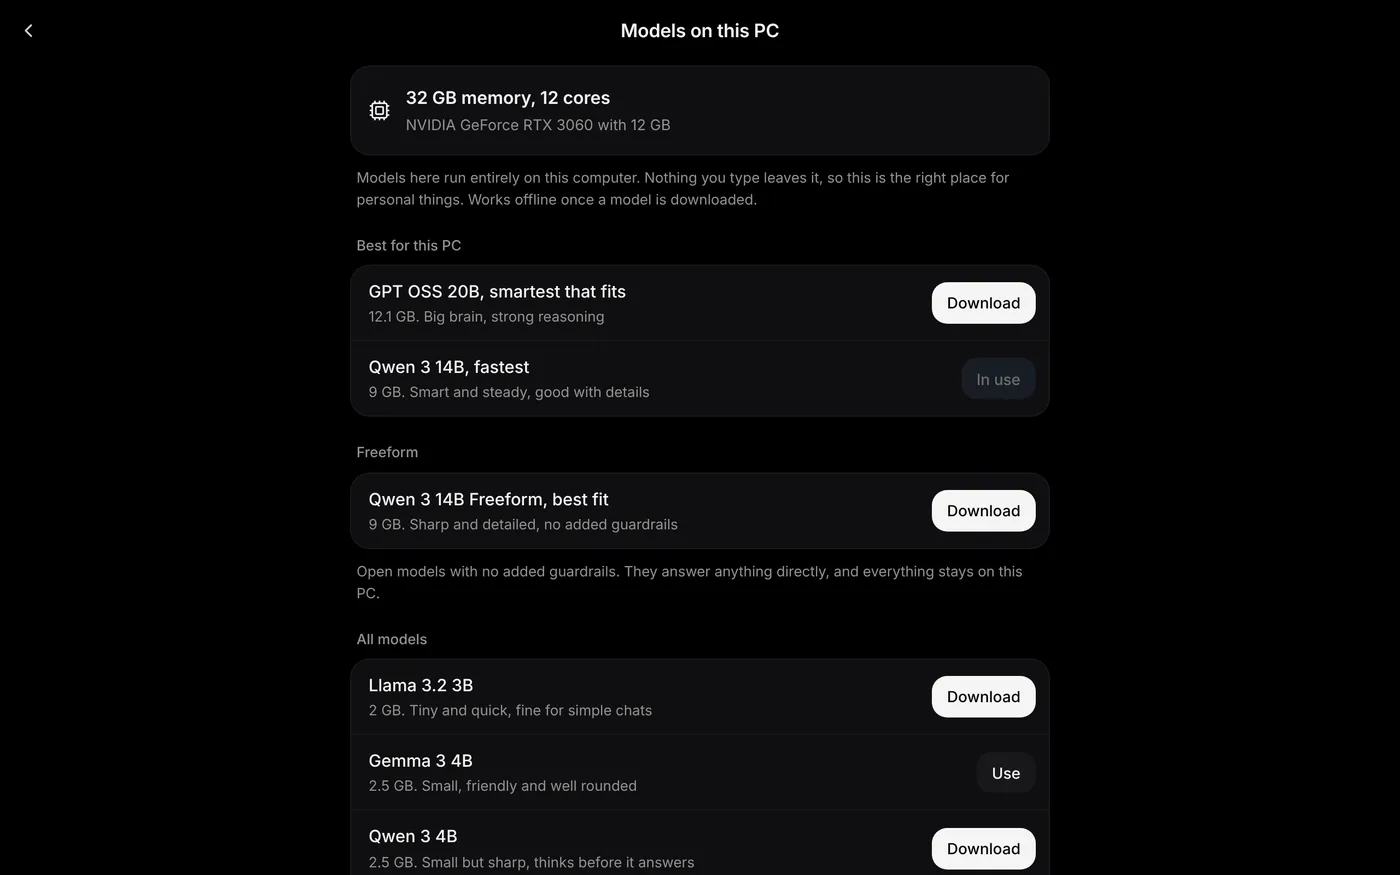 Models on this PC
32 GB memory, 12 cores
NVIDIA GeForce RTX 3060 with 12 GB
Models here run entirely on this computer. Nothing you type leaves it, so this is the right place for
personal things. Works offline once a model is downloaded.
Best for this PC
GPT OSS 20B, smartest that fits
12.1 GB. Big brain, strong reasoning
Download
Qwen 3 14B, fastest
9 GB. Smart and steady, good with details
In use
Freeform
Qwen 3 14B Freeform, best fit
9 GB. Sharp and detailed, no added guardrails
Download
Open models with no added guardrails. They answer anything directly, and everything stays on this
PC.
All models
Llama 3.2 3B
2 GB. Tiny and quick, fine for simple chats
Download
Gemma 3 4B
2.5 GB. Small, friendly and well rounded
Use
Qwen 3 4B
2.5 GB. Small but sharp, thinks before it answers
Download